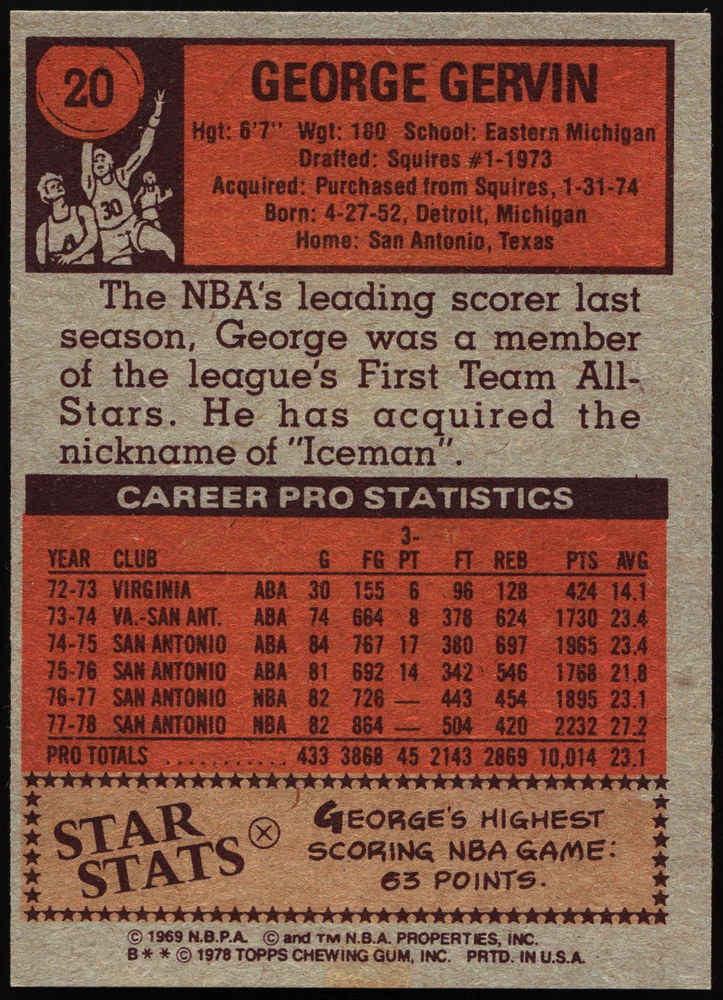 20
GEORGE GERVIN
Hgt: 6'7" Wgt: 180 School: Eastern Michigan
Drafted: Squires #1-1973
Acquired: Purchased from Squires, 1-31-74
Born: 4-27-52, Detroit, Michigan
Home: San Antonio, Texas
30
The NBA's leading scorer last
season, George was a member
of the league's First Team All-
Stars. He has acquired the
nickname of "Iceman".
CAREER PRO STATISTICS
YEAR CLUB G FG 3-PT FT REB PTS AVG
72-73 VIRGINIA ABA 30 155 6 96 128 424 14.1
73-74 VA.-SAN ANT. ABA 74 664 8 378 624 1730 23.4
74-75 SAN ANTONIO ABA 84 767 17 380 697 1965 23.4
75-76 SAN ANTONIO ABA 81 692 14 342 546 1768 21.8
76-77 SAN ANTONIO NBA 82 726 — 443 454 1895 23.1
77-78 SAN ANTONIO NBA 82 864 — 504 420 2232 27.2
PRO TOTALS ........... 433 3868 45 2143 2869 10,014 23.1
STAR
STATS
GEORGE'S HIGHEST
SCORING NBA GAME:
63 POINTS.
© 1969 N.B.P.A. © and TM N.B.A. PROPERTIES, INC.
B* * © 1978 TOPPS CHEWING GUM, INC. PRTD. IN U.S.A.